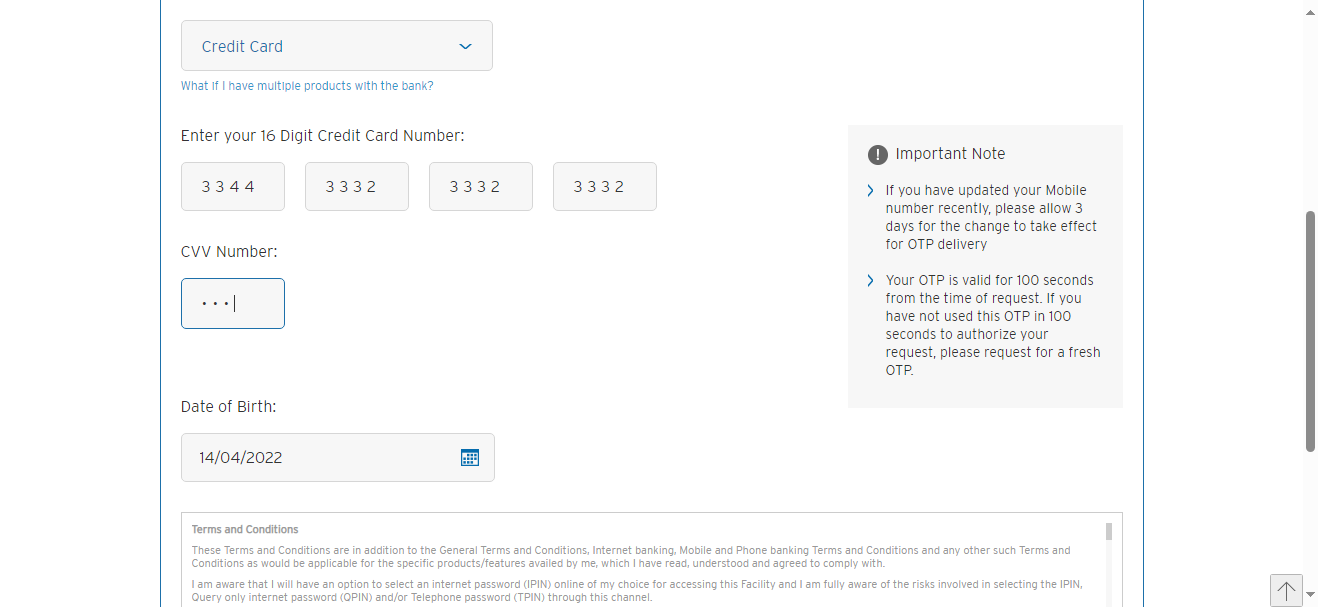 Credit Card
What if I have multiple products with the bank?
Enter your 16 Digit Credit Card Number:
3344 3332 3332 3332
CVV Number:
•••
Date of Birth:
14/04/2022
! Important Note
If you have updated your Mobile
number recently, please allow 3
days for the change to take effect
for OTP delivery
Your OTP is valid for 100 seconds
from the time of request. If you
have not used this OTP in 100
seconds to authorize your
request, please request for a fresh
OTP.
Terms and Conditions
These Terms and Conditions are in addition to the General Terms and Conditions, Internet banking, Mobile and Phone banking Terms and Conditions and any other such Terms and
Conditions as would be applicable for the specific products/features availed by me, which I have read, understood and agreed to comply with.
I am aware that I will have an option to select an internet password (IPIN) online of my choice for accessing this Facility and I am fully aware of the risks involved in selecting the IPIN,
Query only internet password (QPIN) and/or Telephone password (TPIN) through this channel.